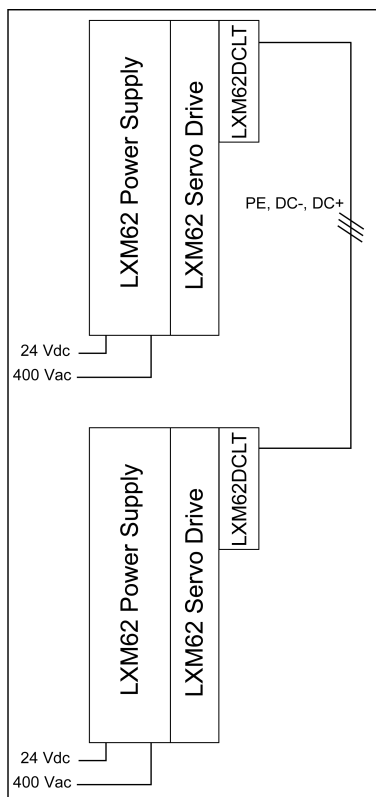 LXM62 Power Supply
LXM62 Servo Drive
LXM62DCLT
PE, DC-, DC+
24 Vdc
400 Vac
LXM62 Power Supply
LXM62 Servo Drive
LXM62DCLT
24 Vdc
400 Vac